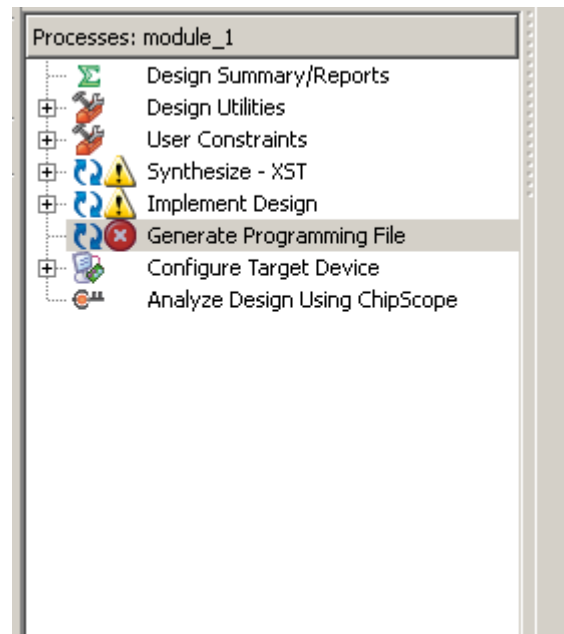 Processes: module_1
Design Summary/Reports
Design Utilities
User Constraints
Synthesize - XST
Implement Design
Generate Programming File
Configure Target Device
Analyze Design Using ChipScope